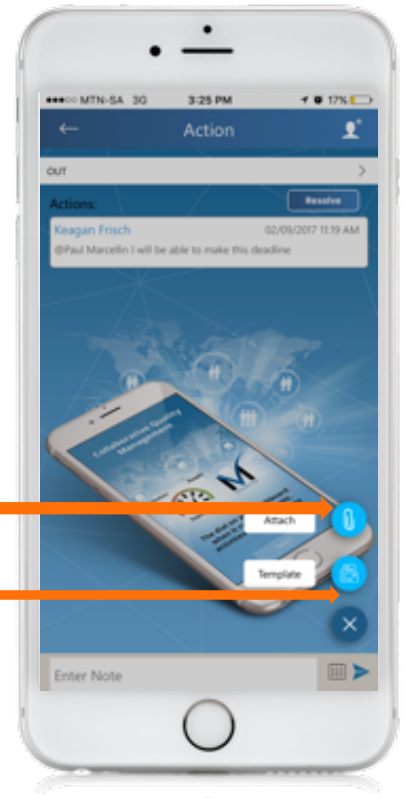 MTN-SA 3G 3:25 PM 17%
Action
OUT
Actions:
Resolve
Keagan Frisch 02/09/2017 11:19 AM
@Paul Marcellin I will be able to make this deadline
Collaborative Quality
Management
M
Attach
Template
Enter Note